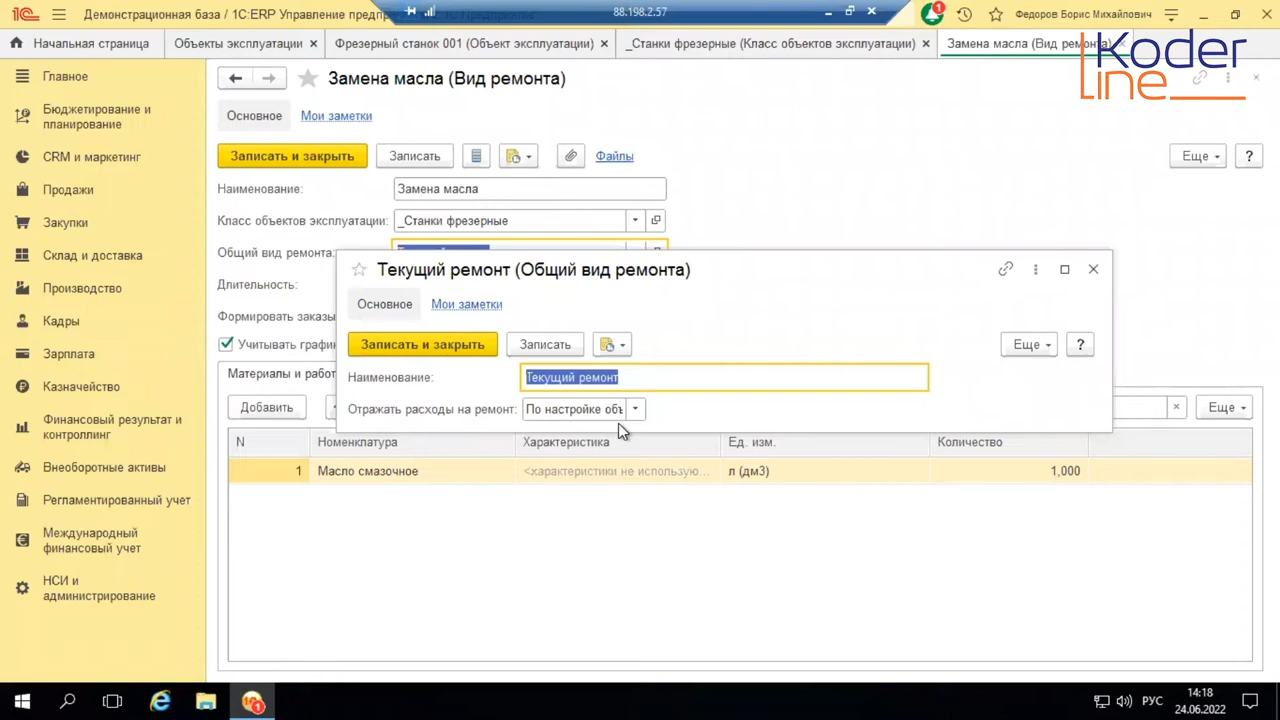 Демонстрационная база / 1С:ERP Управление предпр
88.198.2.57
1
Федоров Борис Михайлович
Начальная страница
Объекты эксплуатации ×
Фрезерный станок 001 (Объект эксплуатации) ×
_Станки фрезерные (Класс объектов эксплуатации) ×
Замена масла (Вид ремонта)
Koder
line
Главное
Бюджетирование и
планирование
CRM и маркетинг
Продажи
Закупки
Склад и доставка
Производство
Кадры
Зарплата
Казначейство
Финансовый результат и
контроллинг
Внеоборотные активы
Регламентированный учет
Международный
финансовый учет
НСИ и
администрирование
Замена масла (Вид ремонта)
Основное Мои заметки
Записать и закрыть Записать Файлы Еще ?
Наименование: Замена масла
Класс объектов эксплуатации: _Станки фрезерные
Общий вид ремонта:
Длительность:
Формировать заказы
Учитывать график
Материалы и работ
Добавить Еще
Текущий ремонт (Общий вид ремонта)
Основное Мои заметки
Записать и закрыть Записать Еще ?
Наименование: Текущий ремонт
Отражать расходы на ремонт: По настройке объ
N Номенклатура Характеристика Ед. изм. Количество
1 Масло смазочное <характеристики не использую... л (дм3) 1,000
1
РУС
14:18
24.06.2022